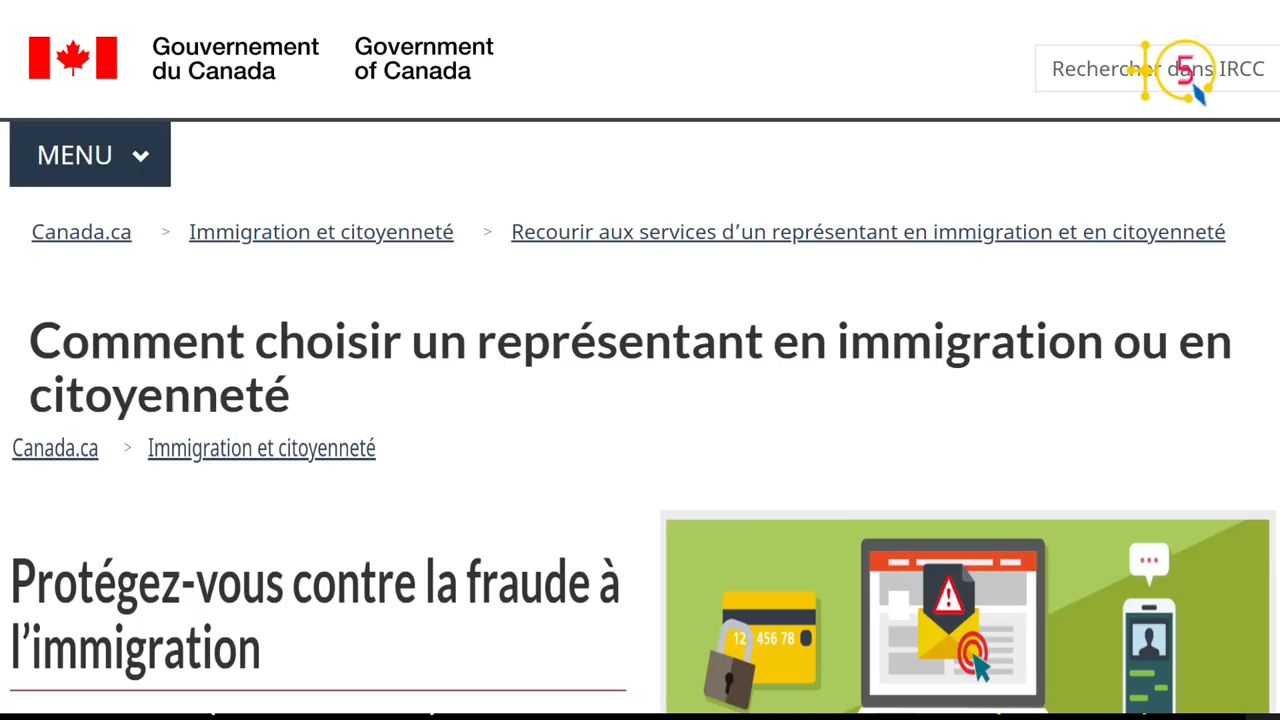 Gouvernement
du Canada
Government
of Canada
Rechercher dans IRCC
5
MENU
Canada.ca > Immigration et citoyenneté > Recourir aux services d’un représentant en immigration et en citoyenneté
Comment choisir un représentant en immigration ou en
citoyenneté
Canada.ca > Immigration et citoyenneté
Protégez-vous contre la fraude à
l’immigration
12 456 78